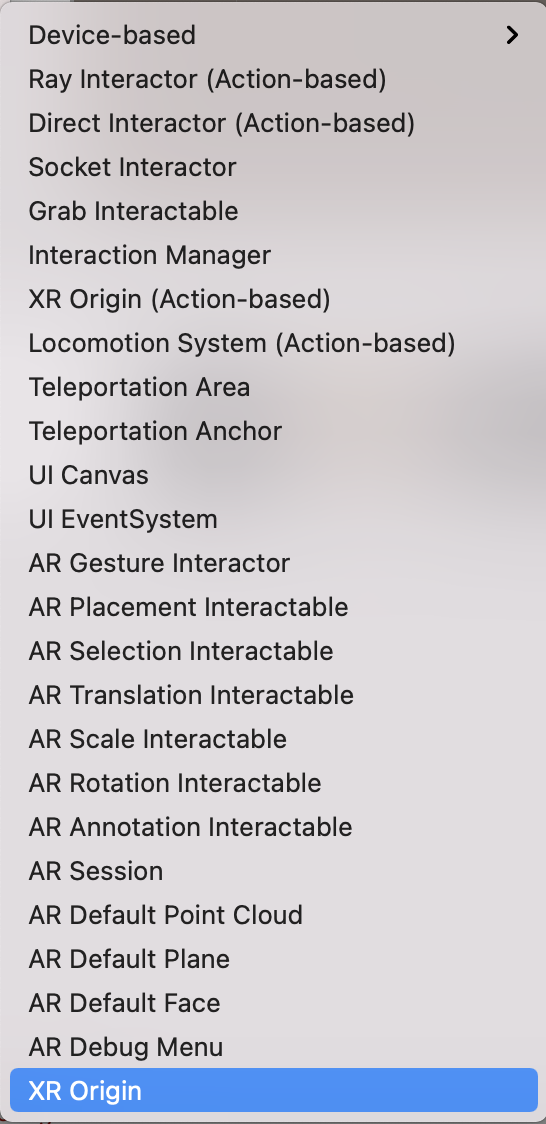 Device-based
Ray Interactor (Action-based)
Direct Interactor (Action-based)
Socket Interactor
Grab Interactable
Interaction Manager
XR Origin (Action-based)
Locomotion System (Action-based)
Teleportation Area
Teleportation Anchor
UI Canvas
UI EventSystem
AR Gesture Interactor
AR Placement Interactable
AR Selection Interactable
AR Translation Interactable
AR Scale Interactable
AR Rotation Interactable
AR Annotation Interactable
AR Session
AR Default Point Cloud
AR Default Plane
AR Default Face
AR Debug Menu
XR Origin